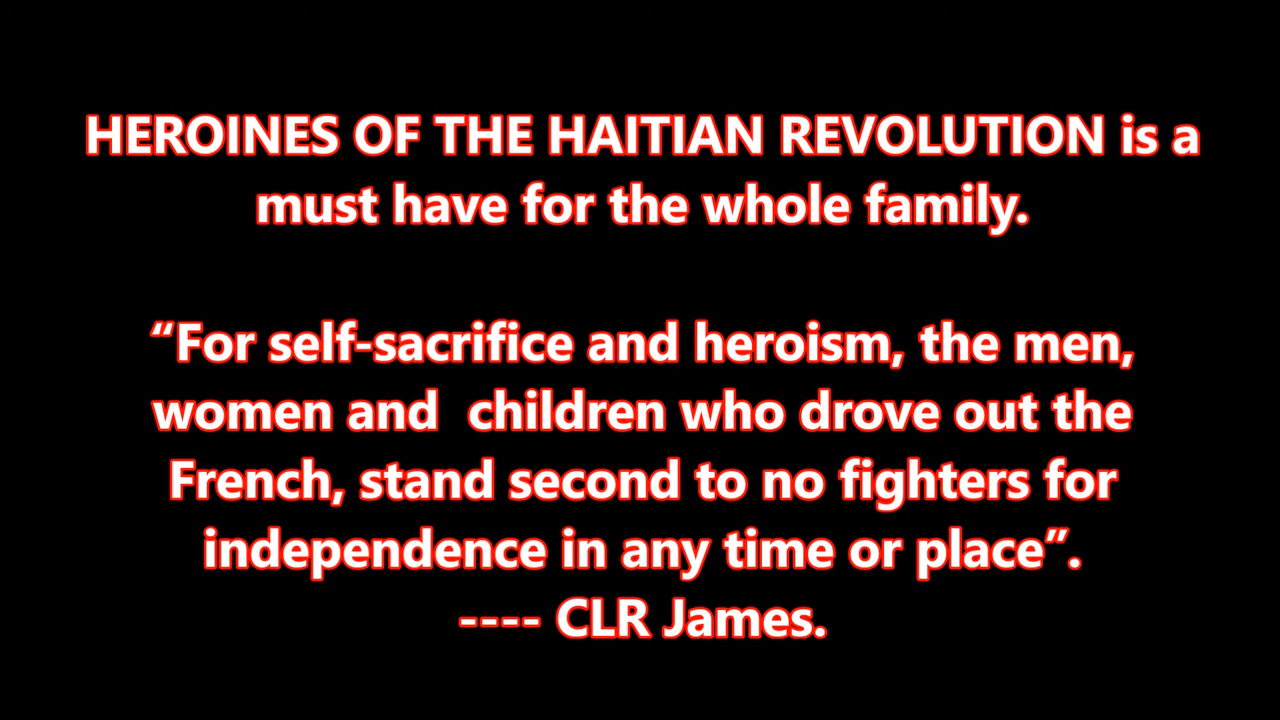 HEROINES OF THE HAITIAN REVOLUTION is a
must have for the whole family.
“For self-sacrifice and heroism, the men,
women and  children who drove out the
French, stand second to no fighters for
independence in any time or place”.
---- CLR James.